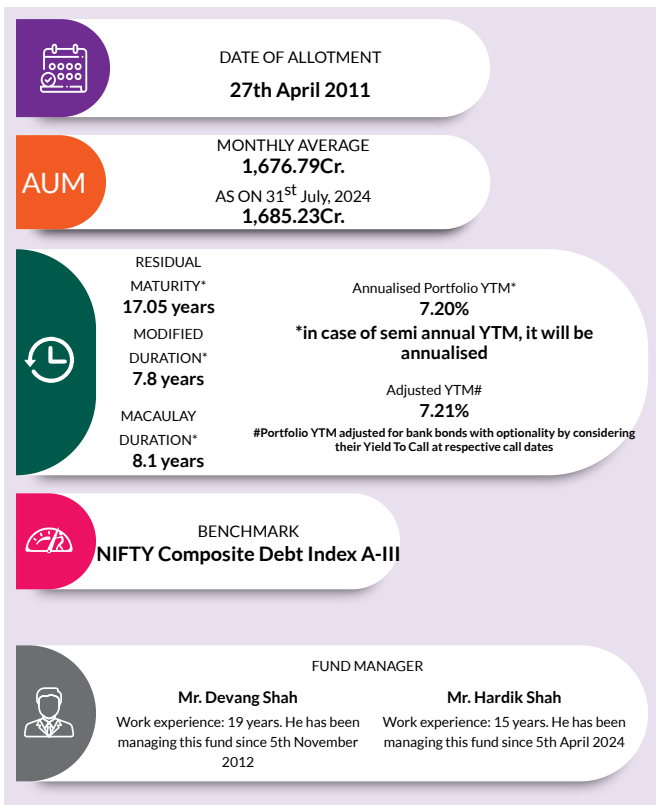 DATE OF ALLOTMENT
27th April 2011
AUM
MONTHLY AVERAGE
1,676.79Cr.
AS ON 31st July, 2024
1,685.23Cr.
RESIDUAL
MATURITY*
17.05 years
MODIFIED
DURATION*
7.8 years
MACAULAY
DURATION*
8.1 years
Annualised Portfolio YTM*
7.20%
*in case of semi annual YTM, it will be
annualised
Adjusted YTM#
7.21%
#Portfolio YTM adjusted for bank bonds with optionality by considering
their Yield To Call at respective call dates
BENCHMARK
NIFTY Composite Debt Index A-III
FUND MANAGER
Mr. Devang Shah
Work experience: 19 years. He has been
managing this fund since 5th November
2012
Mr. Hardik Shah
Work experience: 15 years. He has been
managing this fund since 5th April 2024